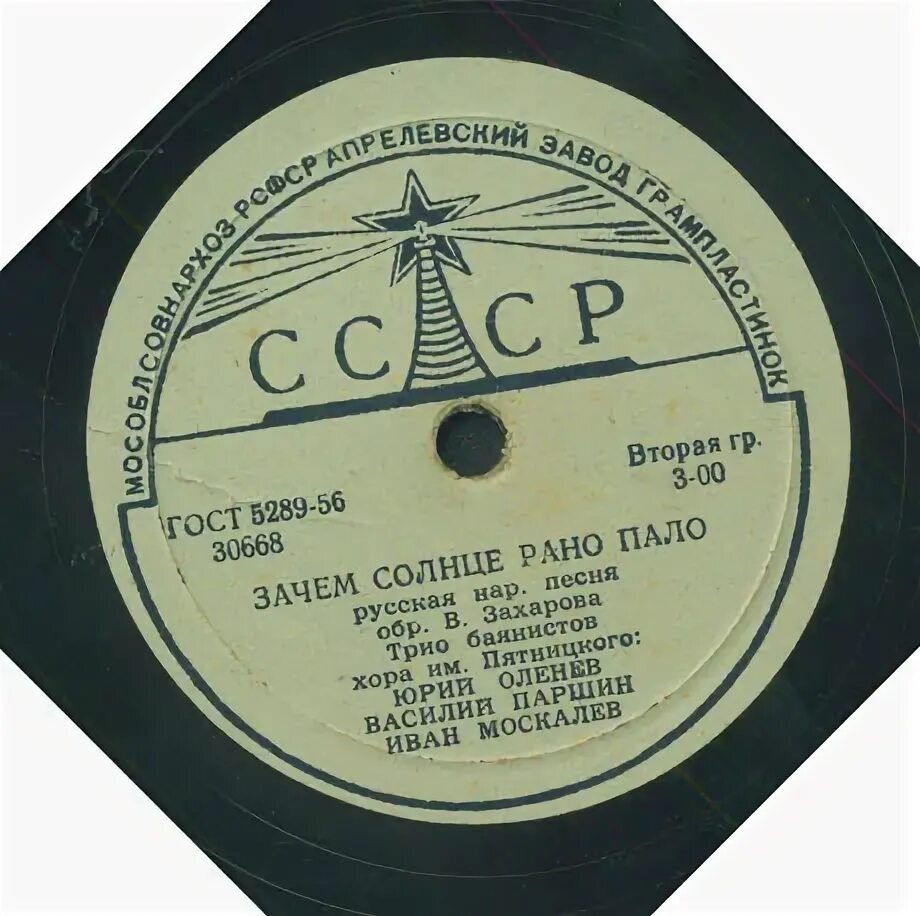 МОСОБЛСОВНАРХОЗ РСФСР АПРЕЛЕВСКИЙ ЗАВОД ГРАМПЛАСТИНОК
СССР
ГОСТ 5289-56
30668
Вторая гр.
3-00
ЗАЧЕМ СОЛНЦЕ РАНО ПАЛО
русская нар. песня
обр. В. Захарова
Трио баянистов
хора им. Пятницкого:
ЮРИЙ ОЛЕНЕВ
ВАСИЛИЙ ПАРШИН
ИВАН МОСКАЛЕВ